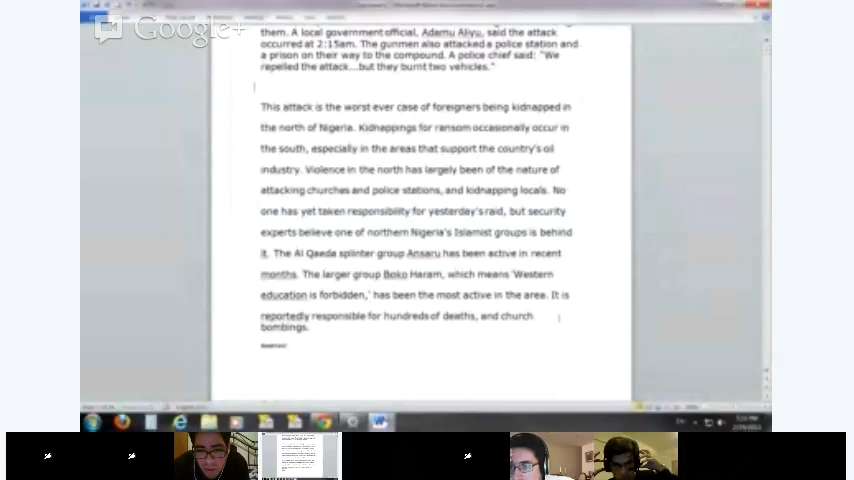 Google+
them. A local government official, Adamu Aliyu, said the attack
occurred at 2:15am. The gunmen also attacked a police station and
a prison on their way to the compound. A police chief said: "We
repelled the attack...but they burnt two vehicles."
This attack is the worst ever case of foreigners being kidnapped in
the north of Nigeria. Kidnappings for ransom occasionally occur in
the south, especially in the areas that support the country's oil
industry. Violence in the north has largely been of the nature of
attacking churches and police stations, and kidnapping locals. No
one has yet taken responsibility for yesterday's raid, but security
experts believe one of northern Nigeria's Islamist groups is behind
it. The Al Qaeda splinter group Ansaru has been active in recent
months. The larger group Boko Haram, which means 'Western
education is forbidden,' has been the most active in the area. It is
reportedly responsible for hundreds of deaths, and church
bombings.